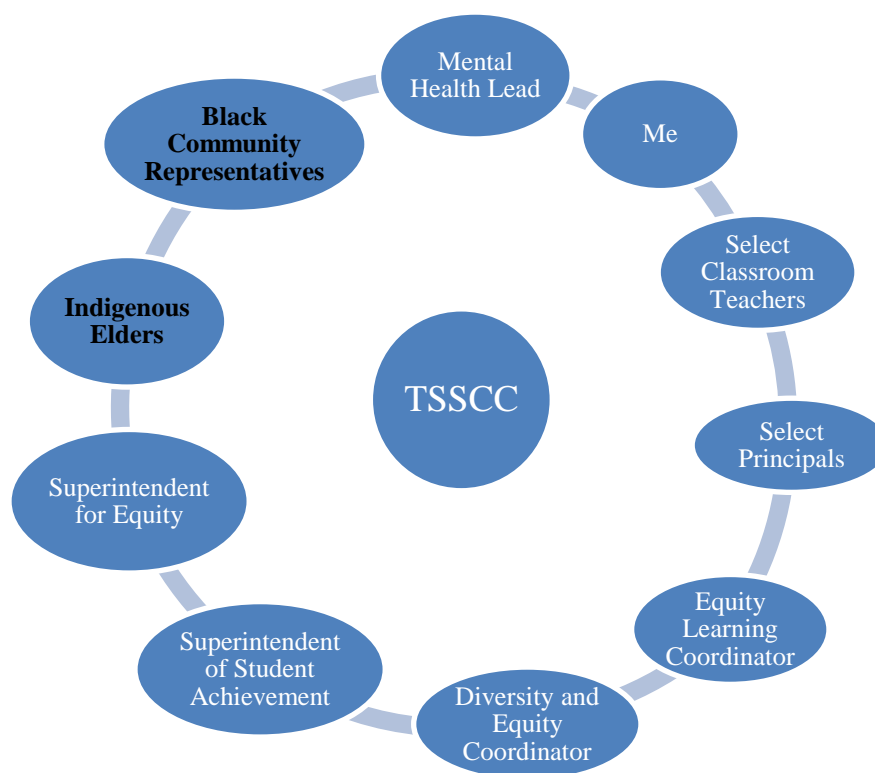 Mental
Health Lead
Me
Select
Classroom
Teachers
Select
Principals
Equity
Learning
Coordinator
Diversity and
Equity
Coordinator
Superintendent
of Student
Achievement
Superintendent
for Equity
Indigenous
Elders
Black
Community
Representatives
TSSCC